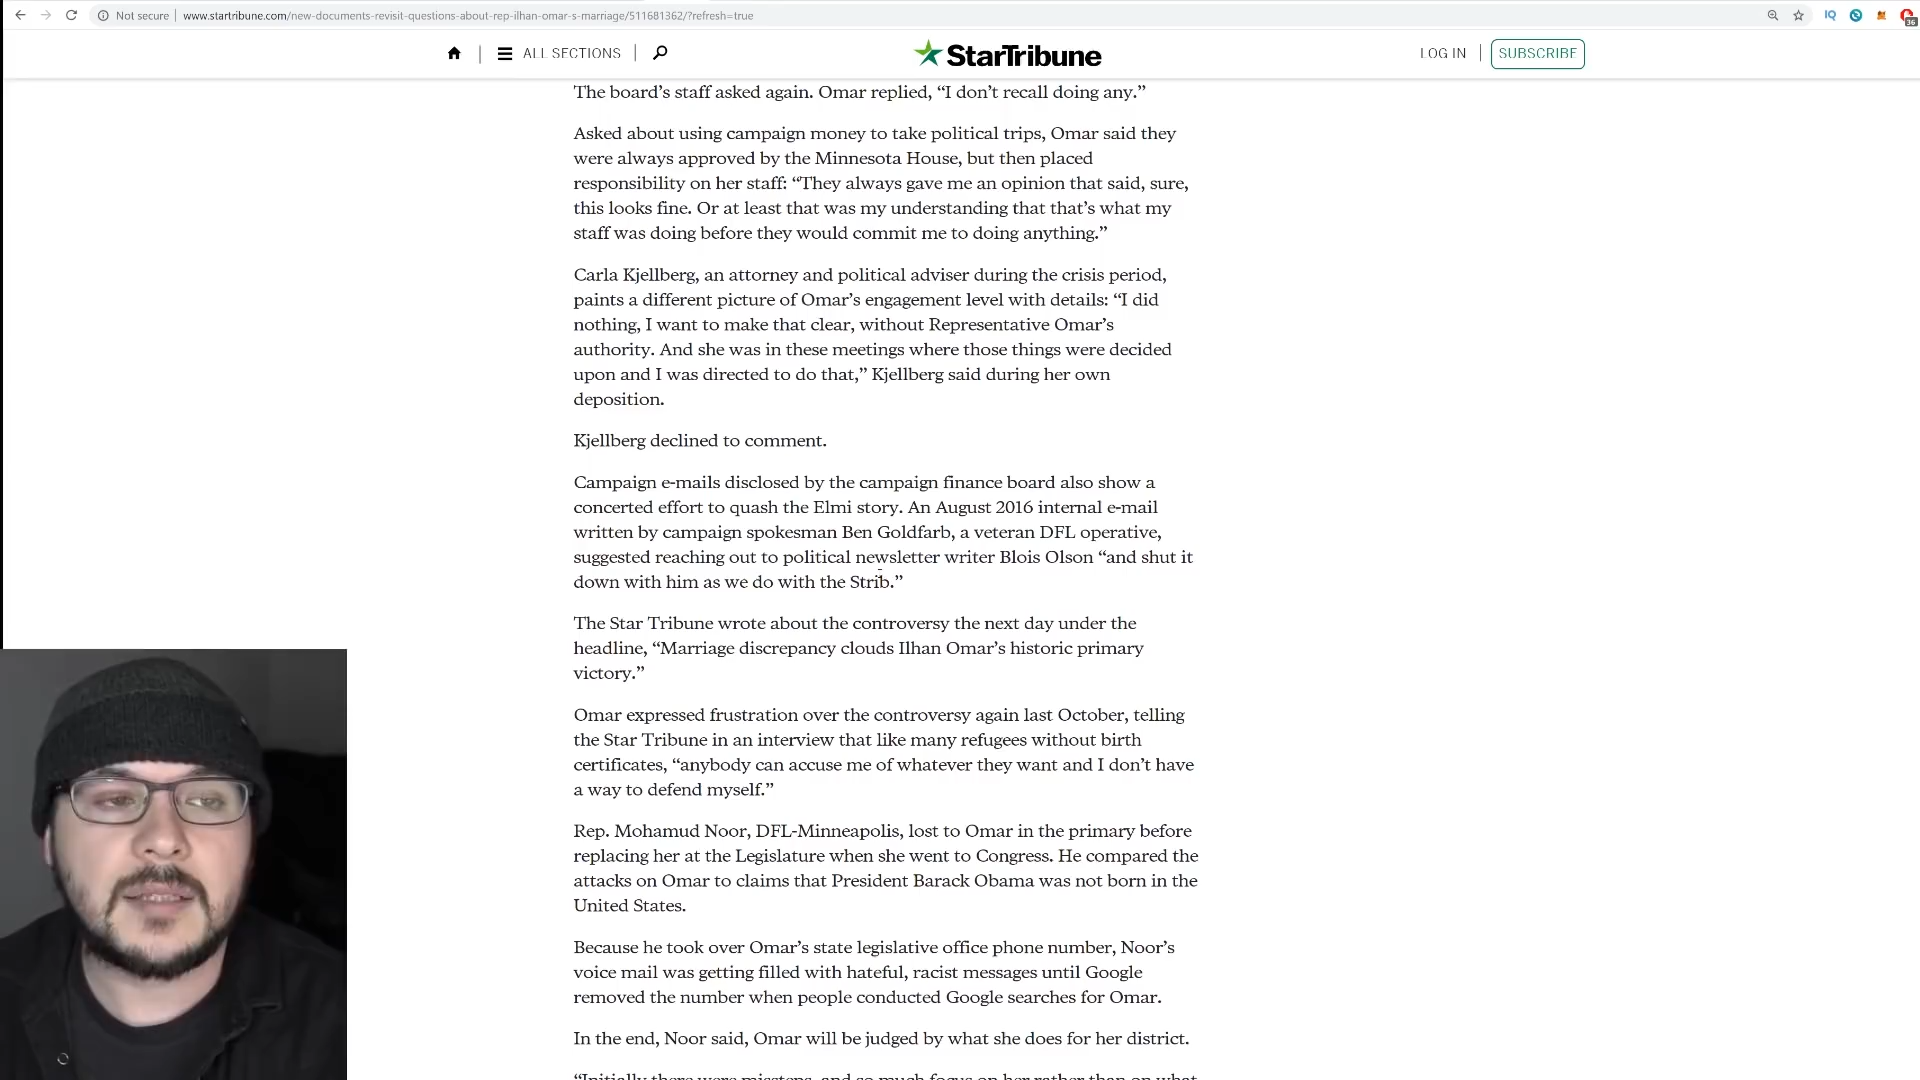 Not secure | www.startribune.com/new-documents-revisit-questions-about-rep-ilhan-omar-s-marriage/511681362/?refresh=true
IQ
36
ALL SECTIONS
StarTribune
LOG IN
SUBSCRIBE
The board's staff asked again. Omar replied, “I don't recall doing any.”
Asked about using campaign money to take political trips, Omar said they
were always approved by the Minnesota House, but then placed
responsibility on her staff: “They always gave me an opinion that said, sure,
this looks fine. Or at least that was my understanding that that's what my
staff was doing before they would commit me to doing anything.”
Carla Kjellberg, an attorney and political adviser during the crisis period,
paints a different picture of Omar's engagement level with details: “I did
nothing, I want to make that clear, without Representative Omar's
authority. And she was in these meetings where those things were decided
upon and I was directed to do that,” Kjellberg said during her own
deposition.
Kjellberg declined to comment.
Campaign e-mails disclosed by the campaign finance board also show a
concerted effort to quash the Elmi story. An August 2016 internal e-mail
written by campaign spokesman Ben Goldfarb, a veteran DFL operative,
suggested reaching out to political newsletter writer Blois Olson “and shut it
down with him as we do with the Strib.”
The Star Tribune wrote about the controversy the next day under the
headline, “Marriage discrepancy clouds Ilhan Omar's historic primary
victory.”
Omar expressed frustration over the controversy again last October, telling
the Star Tribune in an interview that like many refugees without birth
certificates, “anybody can accuse me of whatever they want and I don't have
a way to defend myself.”
Rep. Mohamud Noor, DFL-Minneapolis, lost to Omar in the primary before
replacing her at the Legislature when she went to Congress. He compared the
attacks on Omar to claims that President Barack Obama was not born in the
United States.
Because he took over Omar's state legislative office phone number, Noor's
voice mail was getting filled with hateful, racist messages until Google
removed the number when people conducted Google searches for Omar.
In the end, Noor said, Omar will be judged by what she does for her district.
“Initially there were missteps, and so much focus on her rather than on what